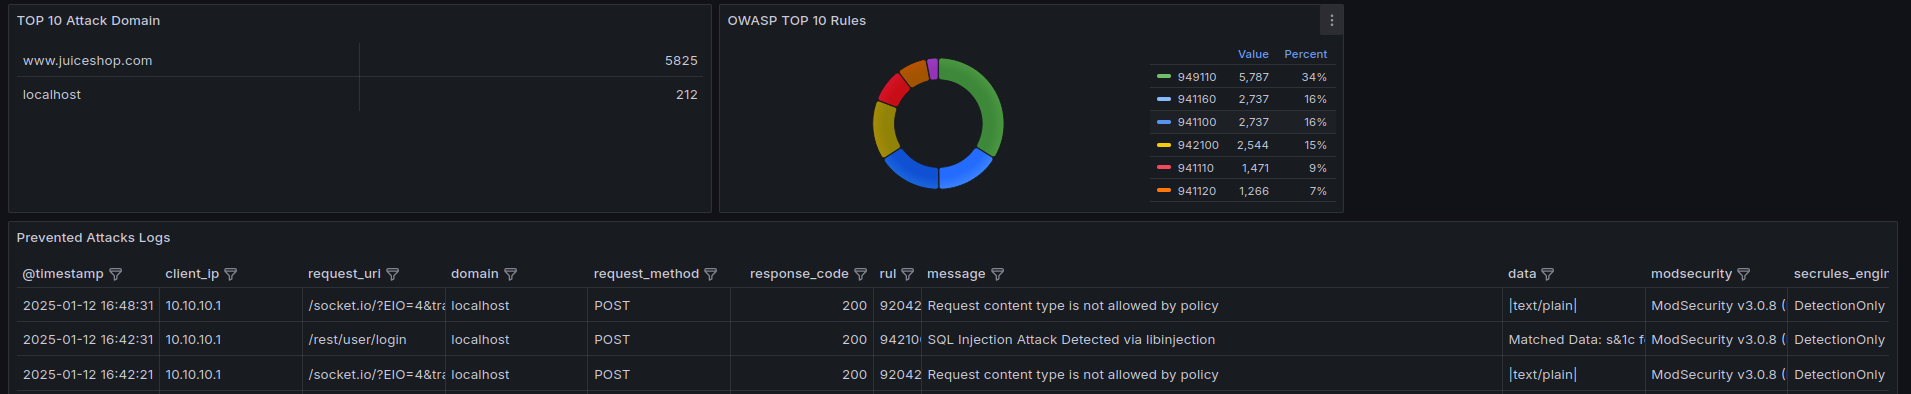 TOP 10 Attack Domain
www.juiceshop.com 5825
localhost 212
OWASP TOP 10 Rules
Value Percent
949110 5,787 34%
941160 2,737 16%
941100 2,737 16%
942100 2,544 15%
941110 1,471 9%
941120 1,266 7%
Prevented Attacks Logs
@timestamp client_ip request_uri domain request_method response_code rul message data modsecurity secrules_engin
2025-01-12 16:48:31 10.10.10.1 /socket.io/?EIO=4&tra localhost POST 200 92042 Request content type is not allowed by policy |text/plain| ModSecurity v3.0.8 ( DetectionOnly
2025-01-12 16:42:31 10.10.10.1 /rest/user/login localhost POST 200 94210 SQL Injection Attack Detected via libinjection Matched Data: s&1c f ModSecurity v3.0.8 ( DetectionOnly
2025-01-12 16:42:21 10.10.10.1 /socket.io/?EIO=4&tra localhost POST 200 92042 Request content type is not allowed by policy |text/plain| ModSecurity v3.0.8 ( DetectionOnly